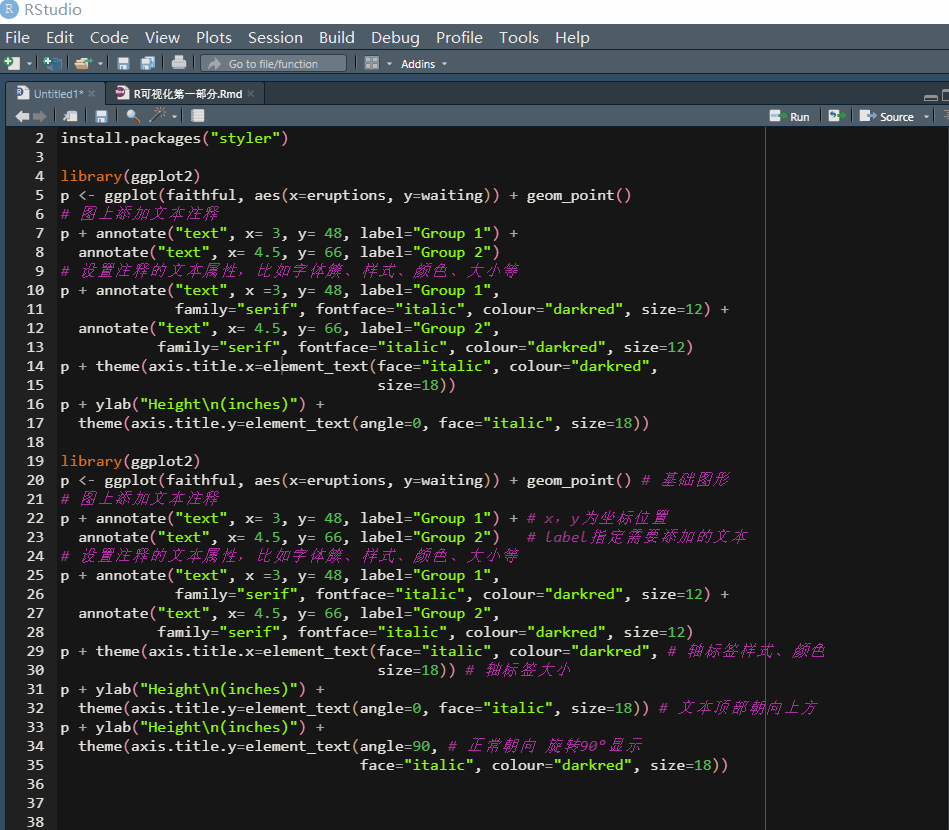 RStudio
File Edit Code View Plots Session Build Debug Profile Tools Help
Go to file/function Addins
Untitled1* R可视化第一部分.Rmd
Run Source
2 install.packages("styler")
3
4 library(ggplot2)
5 p <- ggplot(faithful, aes(x=eruptions, y=waiting)) + geom_point()
6 # 图上添加文本注释
7 p + annotate("text", x= 3, y= 48, label="Group 1") +
8 annotate("text", x= 4.5, y= 66, label="Group 2")
9 # 设置注释的文本属性，比如字体簇、样式、颜色、大小等
10 p + annotate("text", x =3, y= 48, label="Group 1",
11 family="serif", fontface="italic", colour="darkred", size=12) +
12 annotate("text", x= 4.5, y= 66, label="Group 2",
13 family="serif", fontface="italic", colour="darkred", size=12)
14 p + theme(axis.title.x=element_text(face="italic", colour="darkred",
15 size=18))
16 p + ylab("Height\n(inches)") +
17 theme(axis.title.y=element_text(angle=0, face="italic", size=18))
18
19 library(ggplot2)
20 p <- ggplot(faithful, aes(x=eruptions, y=waiting)) + geom_point() # 基础图形
21 # 图上添加文本注释
22 p + annotate("text", x= 3, y= 48, label="Group 1") + # x，y为坐标位置
23 annotate("text", x= 4.5, y= 66, label="Group 2") # label指定需要添加的文本
24 # 设置注释的文本属性，比如字体簇、样式、颜色、大小等
25 p + annotate("text", x =3, y= 48, label="Group 1",
26 family="serif", fontface="italic", colour="darkred", size=12) +
27 annotate("text", x= 4.5, y= 66, label="Group 2",
28 family="serif", fontface="italic", colour="darkred", size=12)
29 p + theme(axis.title.x=element_text(face="italic", colour="darkred", # 轴标签样式、颜色
30 size=18)) # 轴标签大小
31 p + ylab("Height\n(inches)") +
32 theme(axis.title.y=element_text(angle=0, face="italic", size=18)) # 文本顶部朝向上方
33 p + ylab("Height\n(inches)") +
34 theme(axis.title.y=element_text(angle=90, # 正常朝向 旋转90°显示
35 face="italic", colour="darkred", size=18))
36
37
38